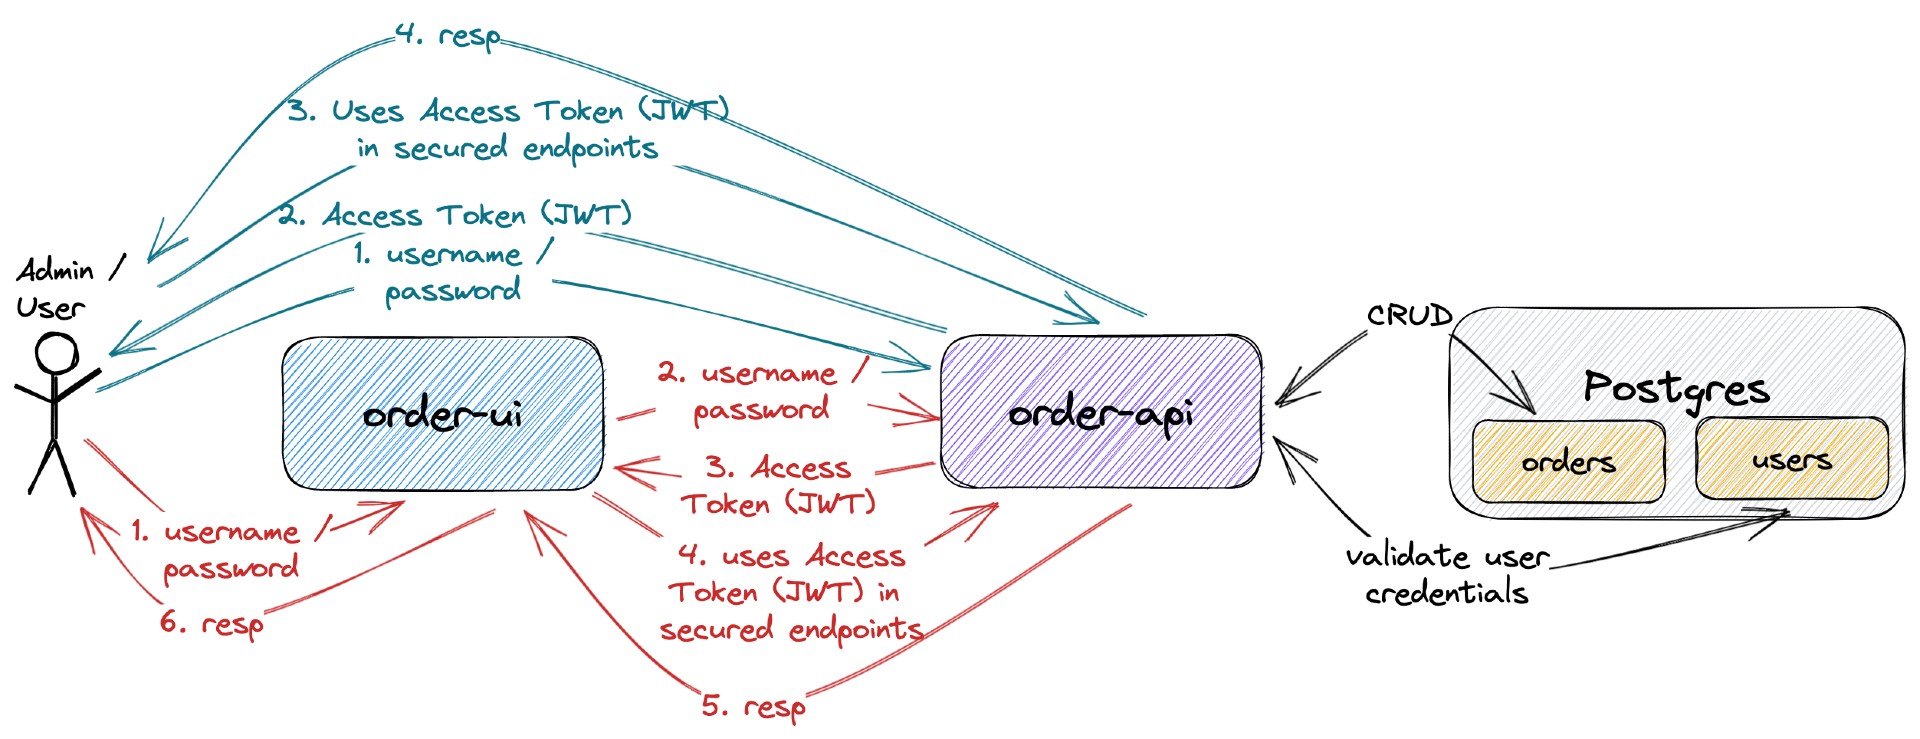 4. resp
3. Uses Access Token (JWT)
in secured endpoints
2. Access Token (JWT)
1. username /
password
Admin /
User
order-ui
2. username /
password
3. Access
Token (JWT)
4. uses Access
Token (JWT) in
secured endpoints
5. resp
1. username /
password
6. resp
order-api
CRUD
Postgres
orders
users
validate user
credentials